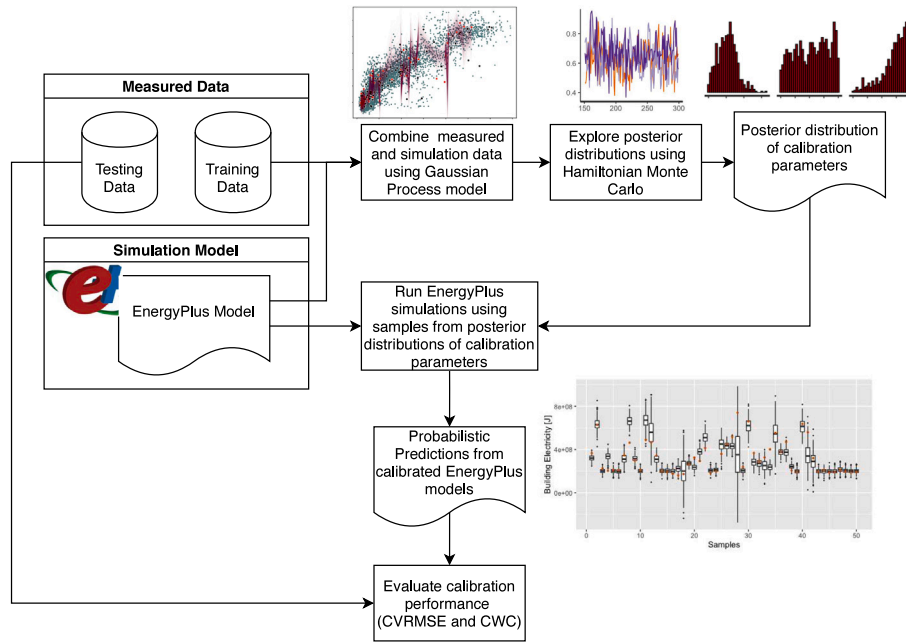 Measured Data
Testing
Data
Training
Data
Simulation Model
EnergyPlus Model
Combine measured
and simulation data
using Gaussian
Process model
0.8
0.6
0.4
150
200
250
300
Explore posterior
distributions using
Hamiltonian Monte
Carlo
Posterior distribution
of calibration
parameters
Run EnergyPlus
simulations using
samples from posterior
distributions of calibration
parameters
Probabilistic
Predictions from
calibrated EnergyPlus
models
Evaluate calibration
performance
(CVRMSE and CWC)
Building Electricity [J]
8e+08
4e+08
0e+00
0
10
20
30
40
50
Samples